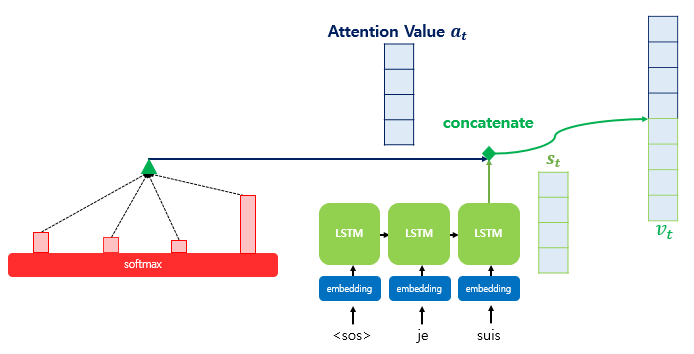 Attention Value a_t
concatenate
s_t
v_t
LSTM LSTM LSTM
softmax
embedding embedding embedding
<sos> je suis